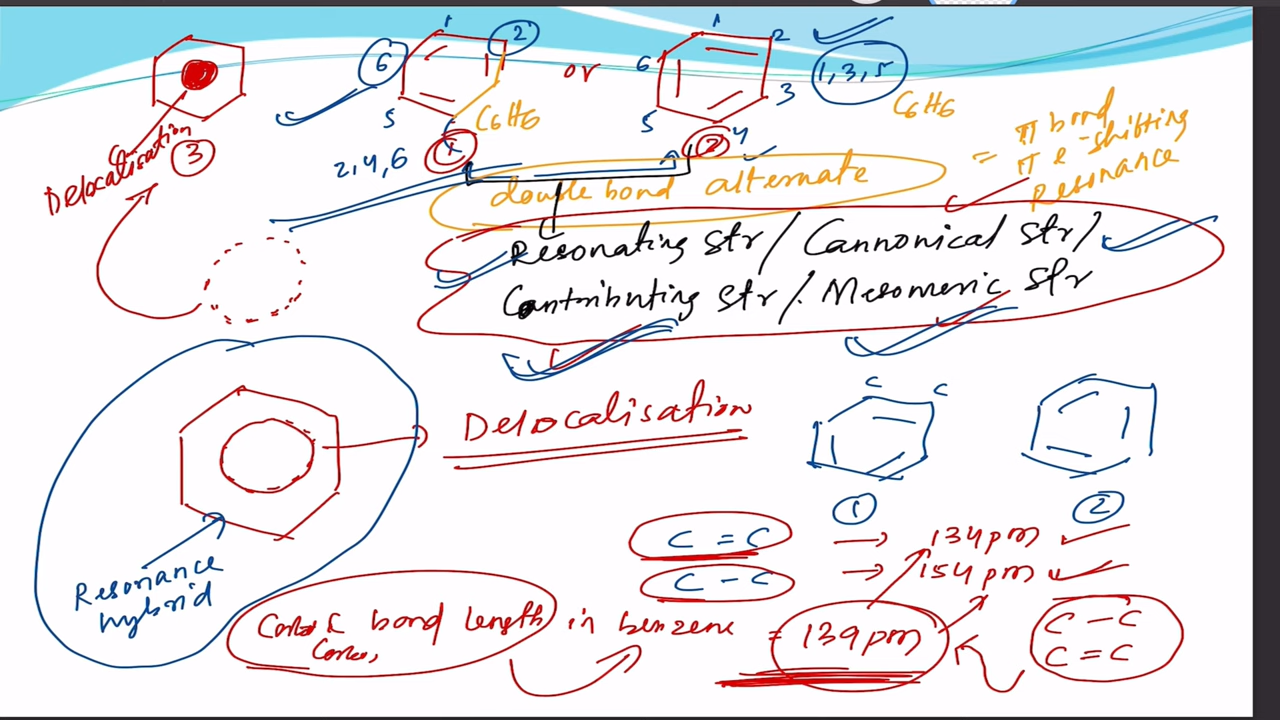 1
2
6
5
C6H6
2,4,6
1
or
1
2
6
3
5
4
2
1, 3, 5
C6H6
Delocalisation
3
double bond alternate
= π bond
π e - shifting
Resonance
Resonating str / Cannonical str /
Contributing str / Mesomeric str
Delocalisation
C C
1
2
Resonance
hybrid
C = C → 134 pm
C - C → 154 pm
bond length in benzene = 139 pm
C - C
C = C